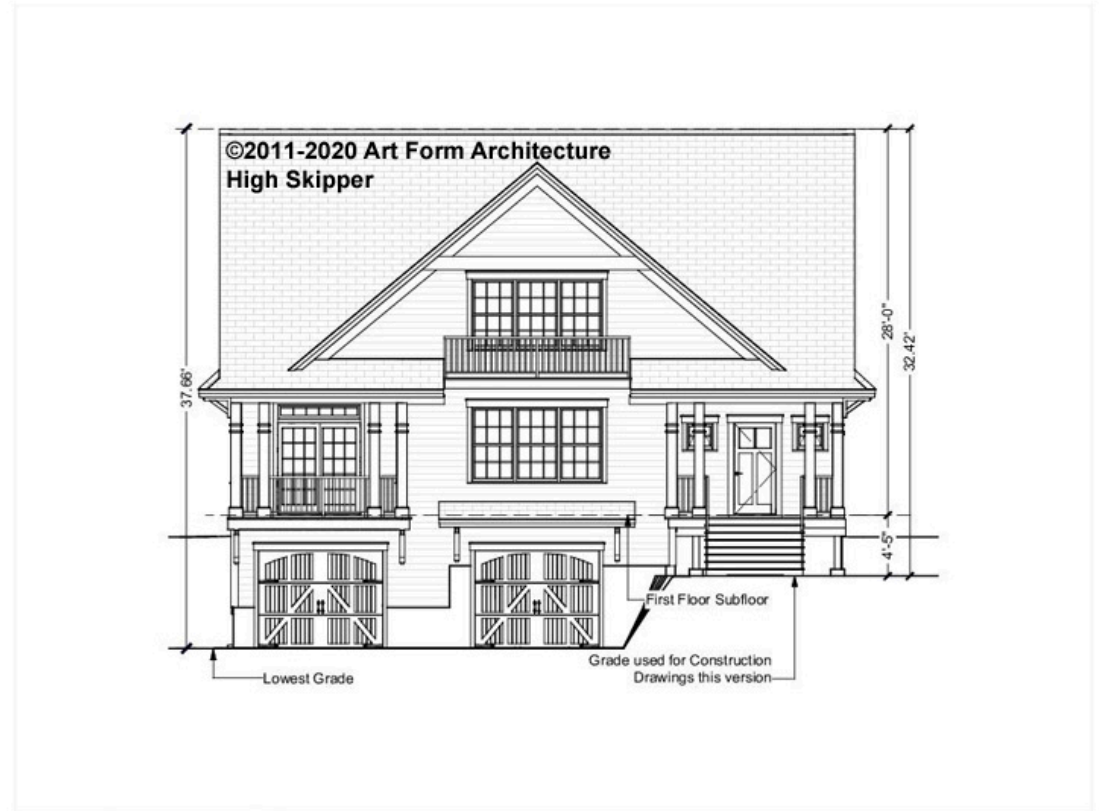 ©2011-2020 Art Form Architecture
High Skipper
37.66'
28'-0"
32.42'
4'-5"
First Floor Subfloor
Grade used for Construction
Drawings this version
Lowest Grade